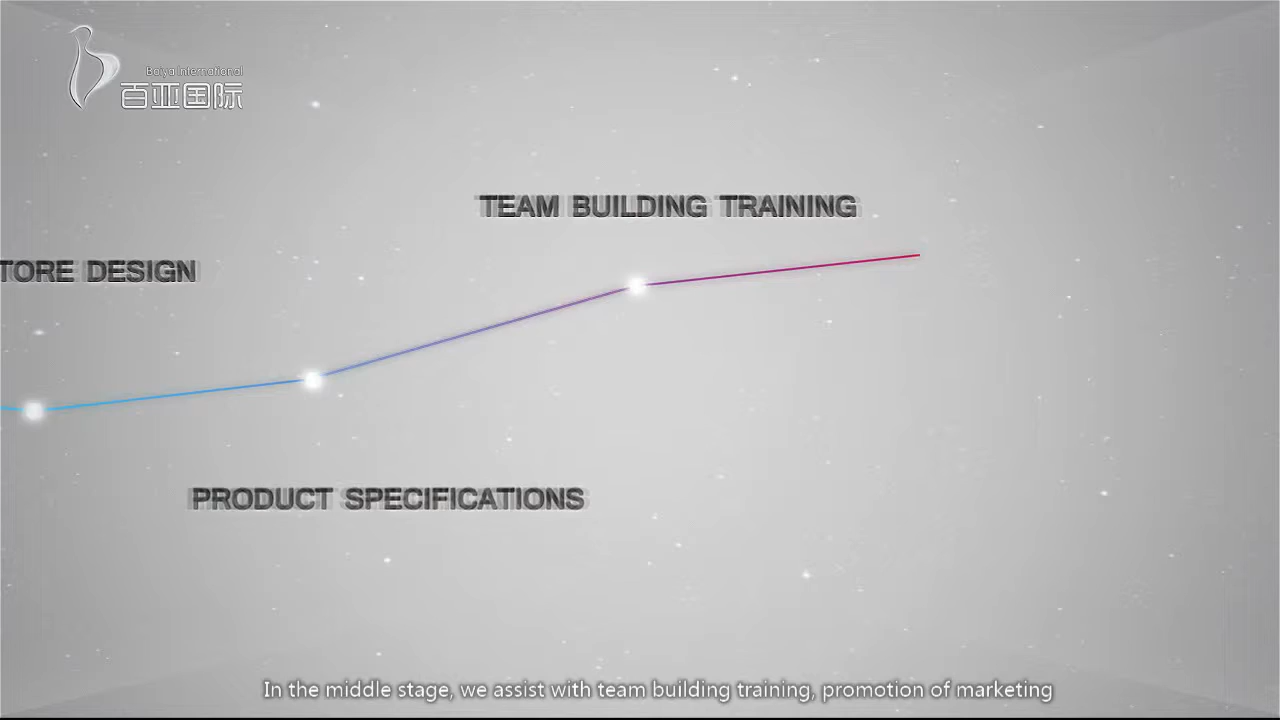 Baiya International
百亚国际
TEAM BUILDING TRAINING
TORE DESIGN
PRODUCT SPECIFICATIONS
In the middle stage, we assist with team building training, promotion of marketing